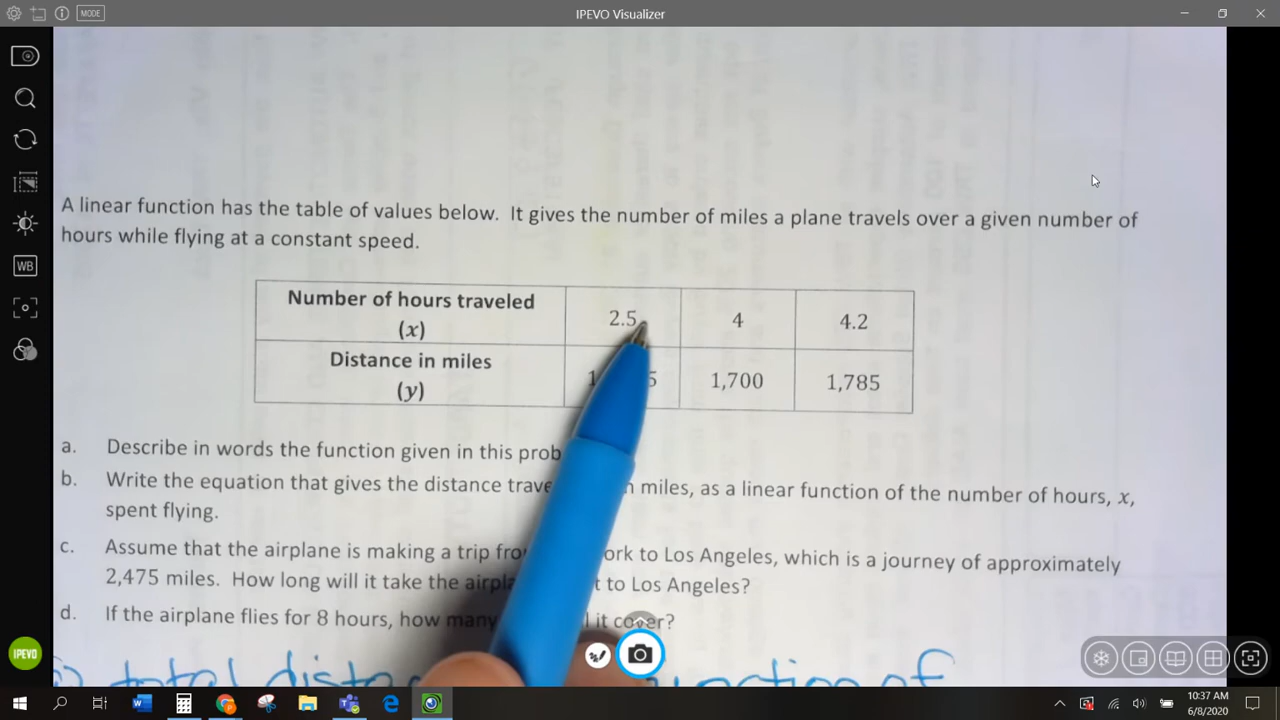 MODE
IPEVO Visualizer
A linear function has the table of values below. It gives the number of miles a plane travels over a given number of
hours while flying at a constant speed.
Number of hours traveled
(x)
2.5
4
4.2
Distance in miles
(y)
1,700
1,785
a. Describe in words the function given in this prob
b. Write the equation that gives the distance trave miles, as a linear function of the number of hours, x,
spent flying.
c. Assume that the airplane is making a trip fro ork to Los Angeles, which is a journey of approximately
2,475 miles. How long will it take the airpla t to Los Angeles?
d. If the airplane flies for 8 hours, how many it cover?
total dista nction of
WB
IPEVO
10:37 AM
6/8/2020